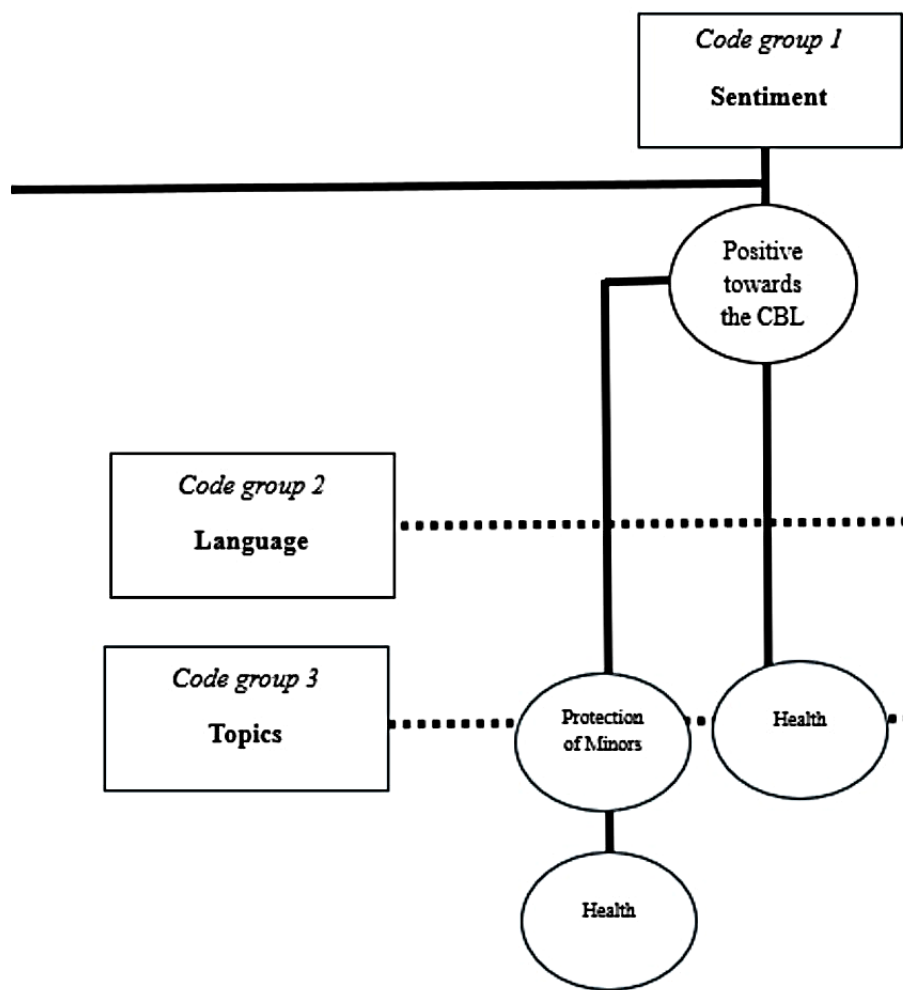 Code group 1
Sentiment
Positive
towards
the CBL
Code group 2
Language
Code group 3
Topics
Protection
of Minors
Health
Health